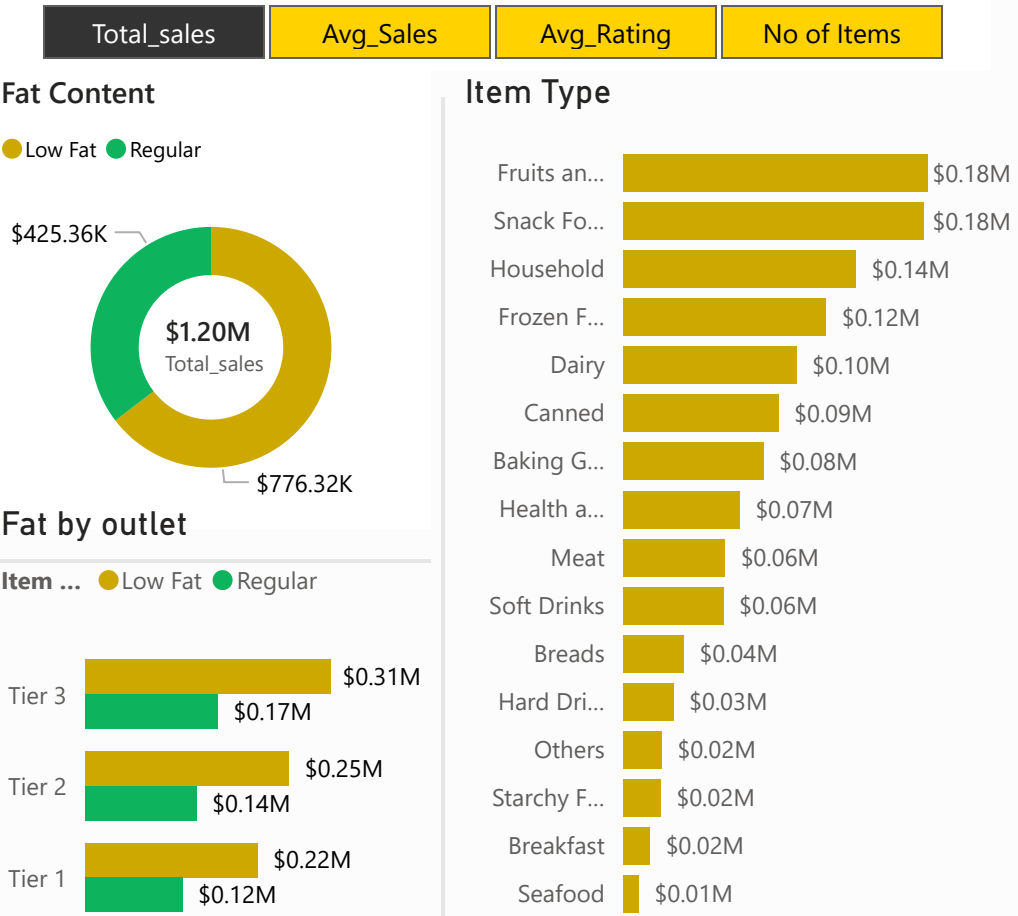 Total_sales
Avg_Sales
Avg_Rating
No of Items
Fat Content
Low Fat Regular
$425.36K
$1.20M
Total_sales
$776.32K
Fat by outlet
Item ... Low Fat Regular
Tier 3
$0.31M
$0.17M
Tier 2
$0.25M
$0.14M
Tier 1
$0.22M
$0.12M
Item Type
Fruits an... $0.18M
Snack Fo... $0.18M
Household $0.14M
Frozen F... $0.12M
Dairy $0.10M
Canned $0.09M
Baking G... $0.08M
Health a... $0.07M
Meat $0.06M
Soft Drinks $0.06M
Breads $0.04M
Hard Dri... $0.03M
Others $0.02M
Starchy F... $0.02M
Breakfast $0.02M
Seafood $0.01M